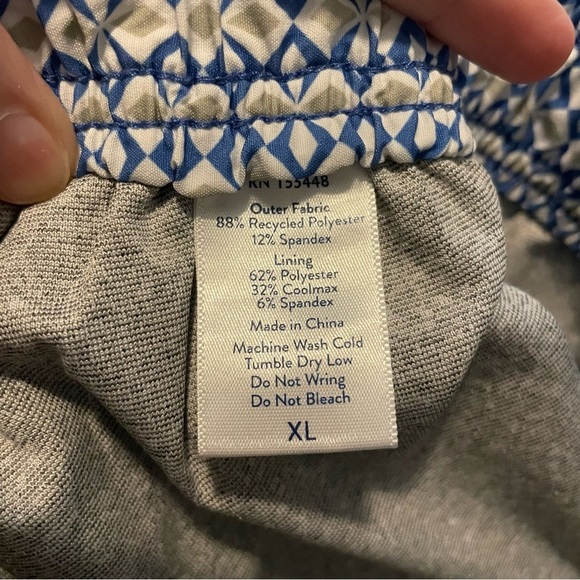 RN 155448
Outer Fabric
88% Recycled Polyester
12% Spandex
Lining
62% Polyester
32% Coolmax
6% Spandex
Made in China
Machine Wash Cold
Tumble Dry Low
Do Not Wring
Do Not Bleach
XL